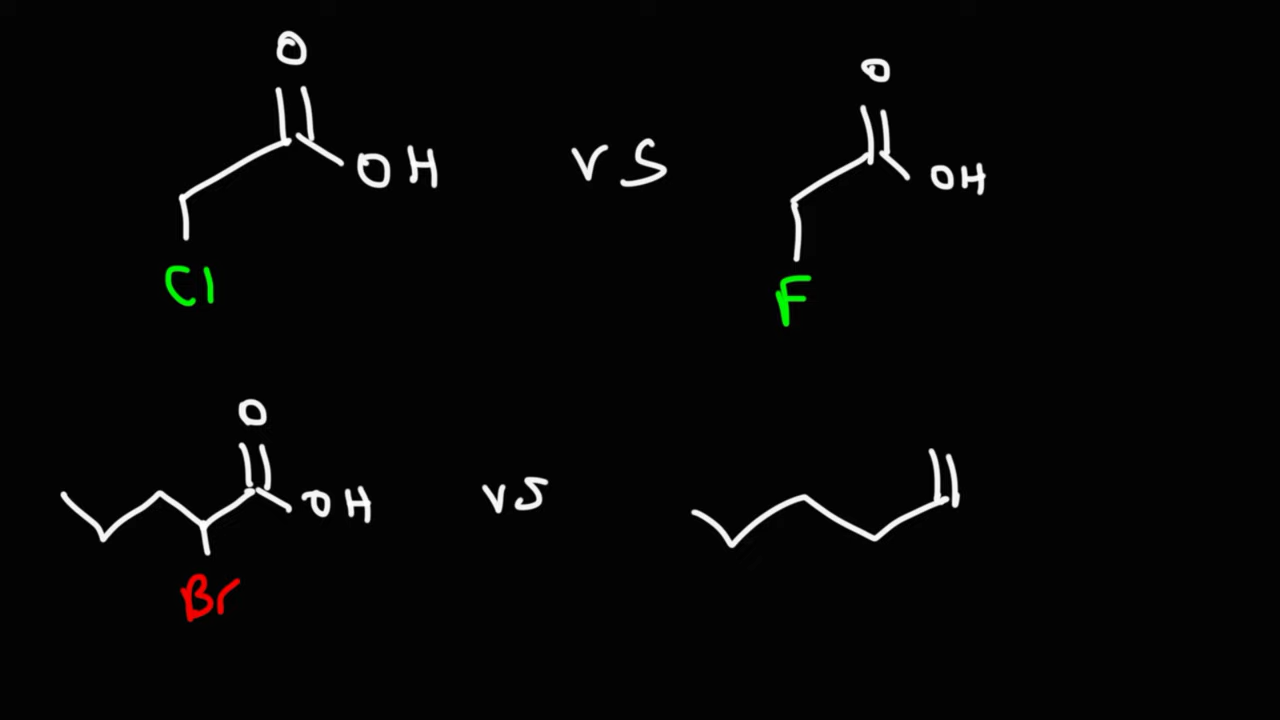 O O
OH vs OH
Cl F
O
OH vs
Br